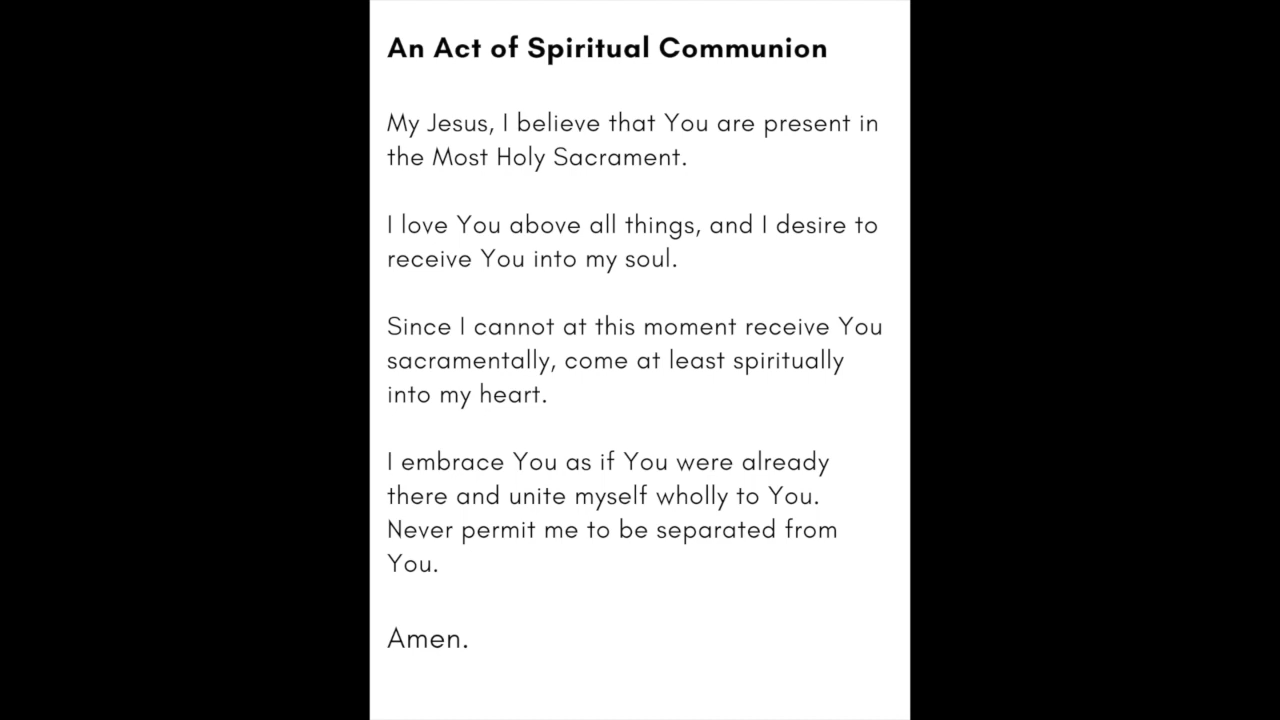 An Act of Spiritual Communion
My Jesus, I believe that You are present in
the Most Holy Sacrament.
I love You above all things, and I desire to
receive You into my soul.
Since I cannot at this moment receive You
sacramentally, come at least spiritually
into my heart.
I embrace You as if You were already
there and unite myself wholly to You.
Never permit me to be separated from
You.
Amen.